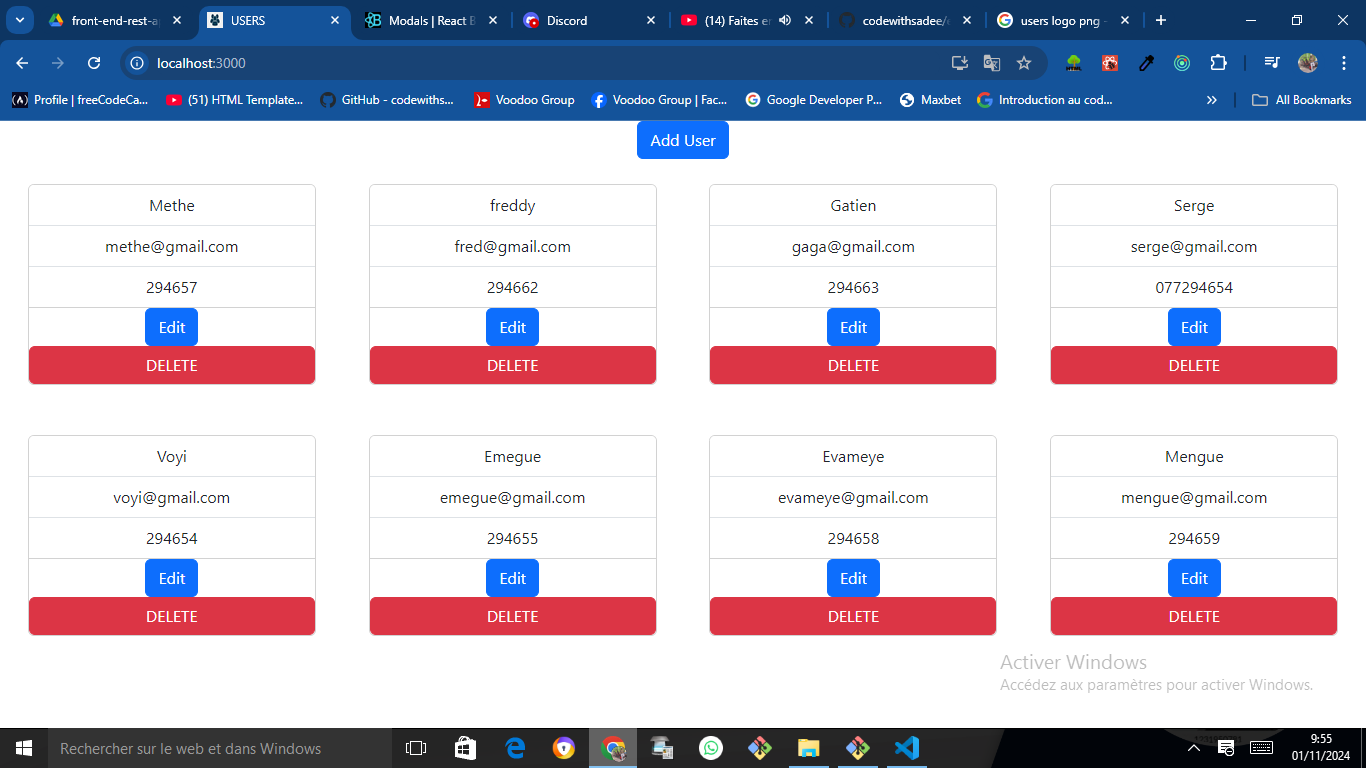 front-end-rest-a
USERS
Modals | React B
Discord
(14) Faites e
codewithsadee/
users logo png -
localhost:3000
Profile | freeCodeCa...
(51) HTML Template...
GitHub - codewiths...
Voodoo Group
Voodoo Group | Fac...
Google Developer P...
Maxbet
Introduction au cod...
All Bookmarks
Add User
Methe
freddy
Gatien
Serge
methe@gmail.com
fred@gmail.com
gaga@gmail.com
serge@gmail.com
294657
294662
294663
077294654
Edit
Edit
Edit
Edit
DELETE
DELETE
DELETE
DELETE
Voyi
Emegue
Evameye
Mengue
voyi@gmail.com
emegue@gmail.com
evameye@gmail.com
mengue@gmail.com
294654
294655
294658
294659
Edit
Edit
Edit
Edit
DELETE
DELETE
DELETE
DELETE
Activer Windows
Accédez aux paramètres pour activer Windows.
Rechercher sur le web et dans Windows
9:55
01/11/2024